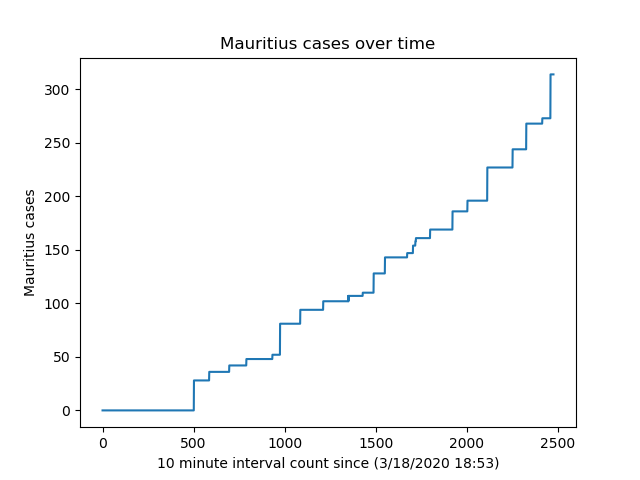 Mauritius cases over time
Mauritius cases
300
250
200
150
100
50
0
0 500 1000 1500 2000 2500
10 minute interval count since (3/18/2020 18:53)